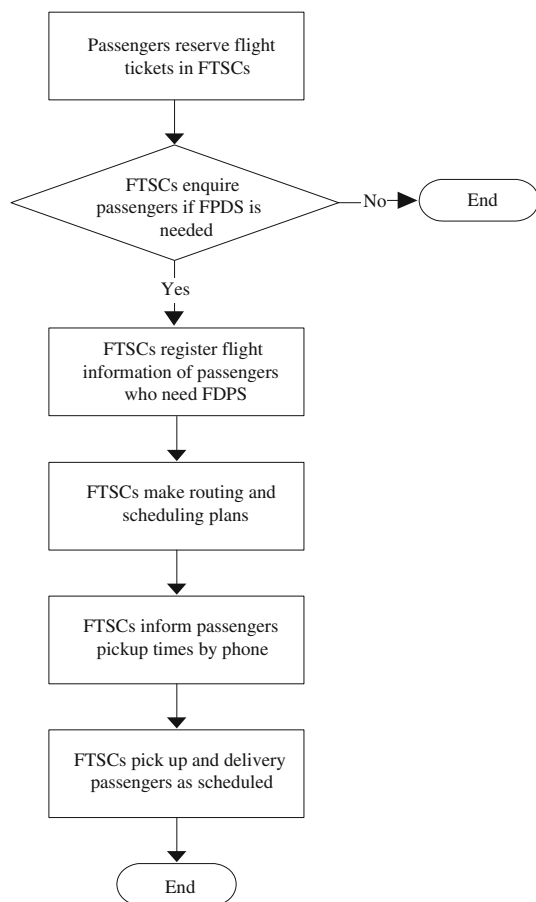 Passengers reserve flight
tickets in FTSCs
FTSCs enquire
passengers if FPDS is
needed
No
End
Yes
FTSCs register flight
information of passengers
who need FDPS
FTSCs make routing and
scheduling plans
FTSCs inform passengers
pickup times by phone
FTSCs pick up and delivery
passengers as scheduled
End